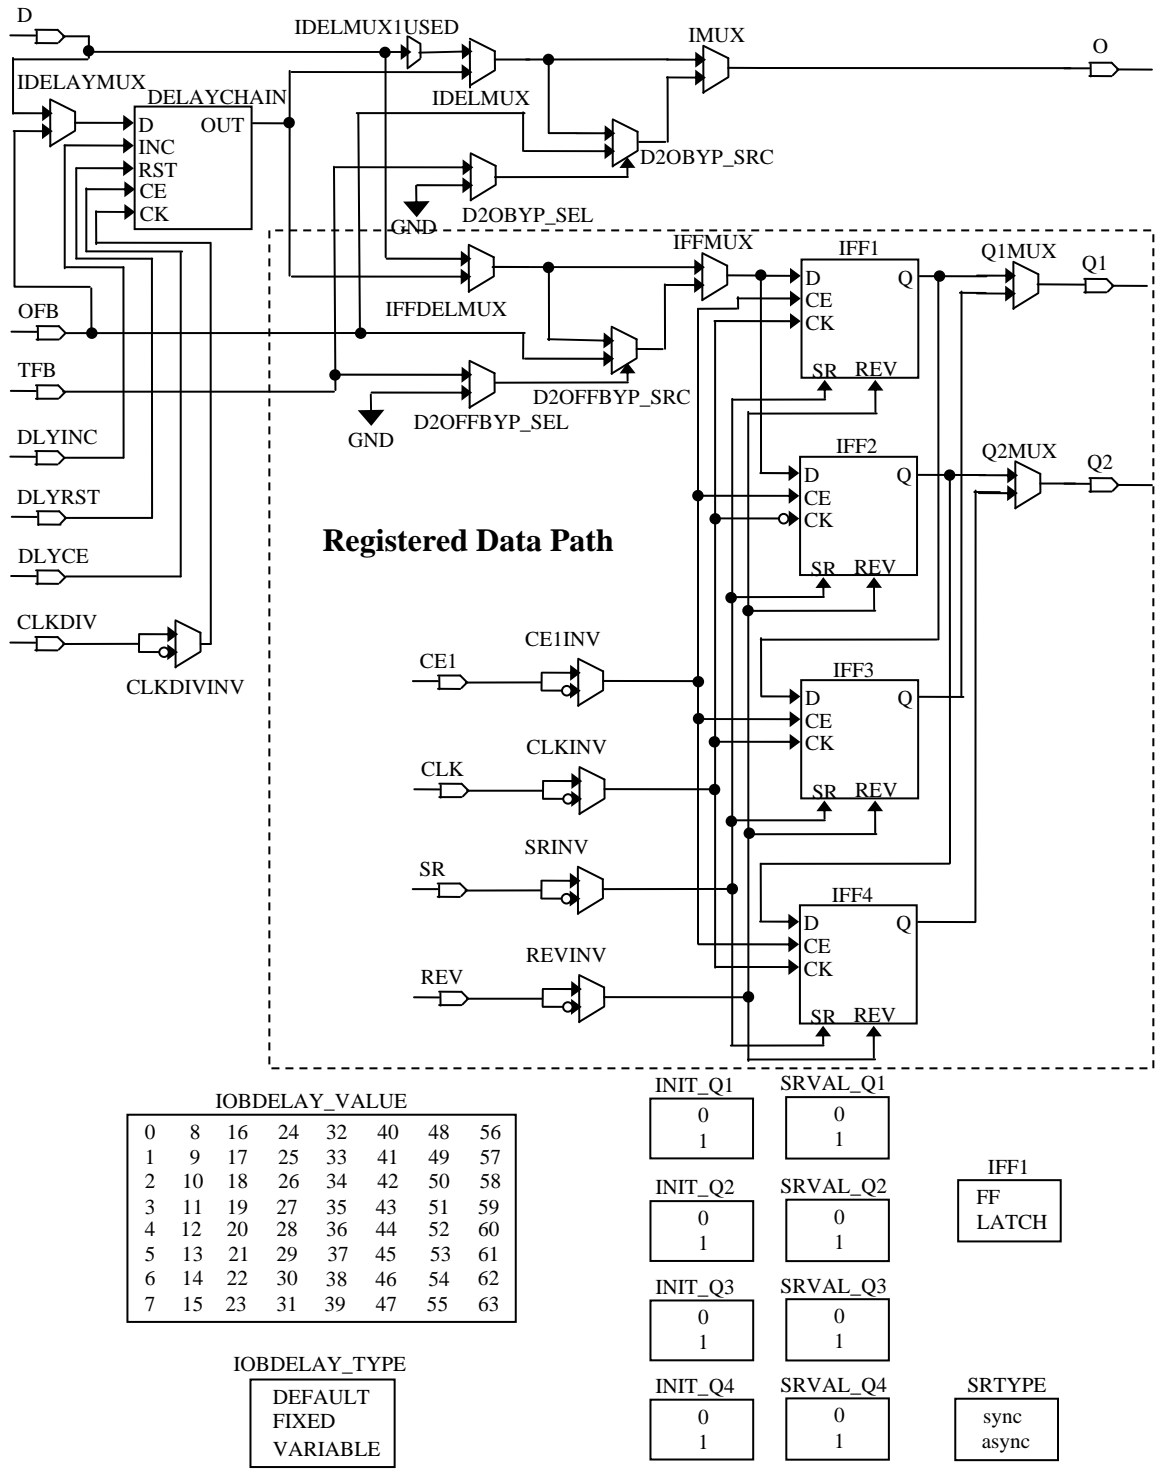 D
IDELMUX1USED
IMUX
O
IDELAYMUX
DELAYCHAIN
IDELMUX
D
OUT
INC
RST
CE
CK
D2OBYP_SRC
D2OBYP_SEL
GND
IFFMUX
IFF1
Q1MUX
Q1
D
Q
CE
CK
SR
REV
OFB
IFFDELMUX
TFB
D2OFFBYP_SRC
D2OFFBYP_SEL
GND
DLYINC
IFF2
Q2MUX
Q2
D
Q
CE
CK
SR
REV
DLYRST
Registered Data Path
DLYCE
CLKDIV
CLKDIVINV
CE1INV
CE1
IFF3
D
Q
CE
CK
SR
REV
CLKINV
CLK
SRINV
SR
IFF4
D
Q
CE
CK
SR
REV
REVINV
REV
IOBDELAY_VALUE
0 8 16 24 32 40 48 56
1 9 17 25 33 41 49 57
2 10 18 26 34 42 50 58
3 11 19 27 35 43 51 59
4 12 20 28 36 44 52 60
5 13 21 29 37 45 53 61
6 14 22 30 38 46 54 62
7 15 23 31 39 47 55 63
IOBDELAY_TYPE
DEFAULT
FIXED
VARIABLE
INIT_Q1
0
1
SRVAL_Q1
0
1
INIT_Q2
0
1
SRVAL_Q2
0
1
INIT_Q3
0
1
SRVAL_Q3
0
1
INIT_Q4
0
1
SRVAL_Q4
0
1
IFF1
FF
LATCH
SRTYPE
sync
async